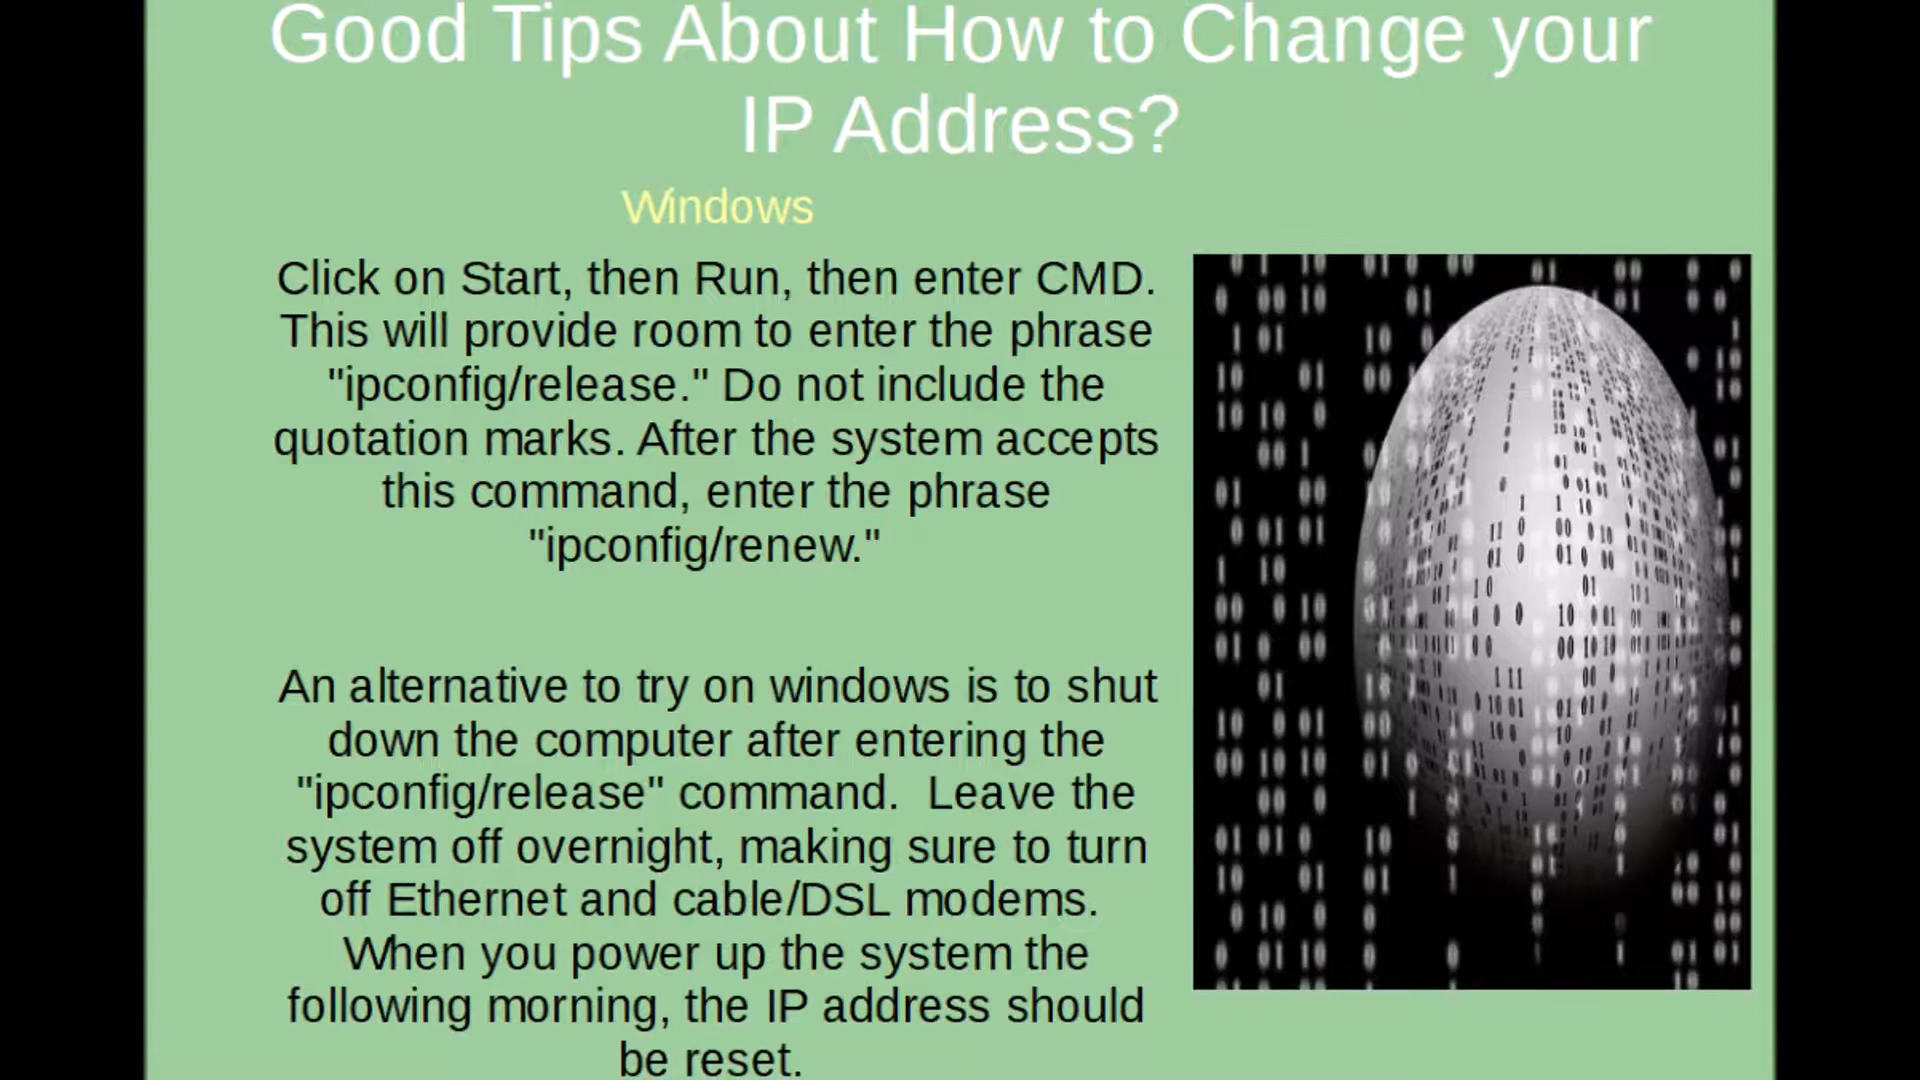 Good Tips About How to Change your
IP Address?
Windows
Click on Start, then Run, then enter CMD.
This will provide room to enter the phrase
"ipconfig/release." Do not include the
quotation marks. After the system accepts
this command, enter the phrase
"ipconfig/renew."
An alternative to try on windows is to shut
down the computer after entering the
"ipconfig/release" command.  Leave the
system off overnight, making sure to turn
off Ethernet and cable/DSL modems.
When you power up the system the
following morning, the IP address should
be reset.